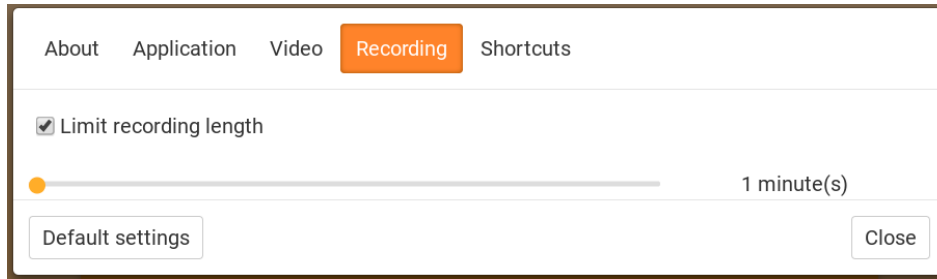 About Application Video Recording Shortcuts
Limit recording length
1 minute(s)
Default settings Close